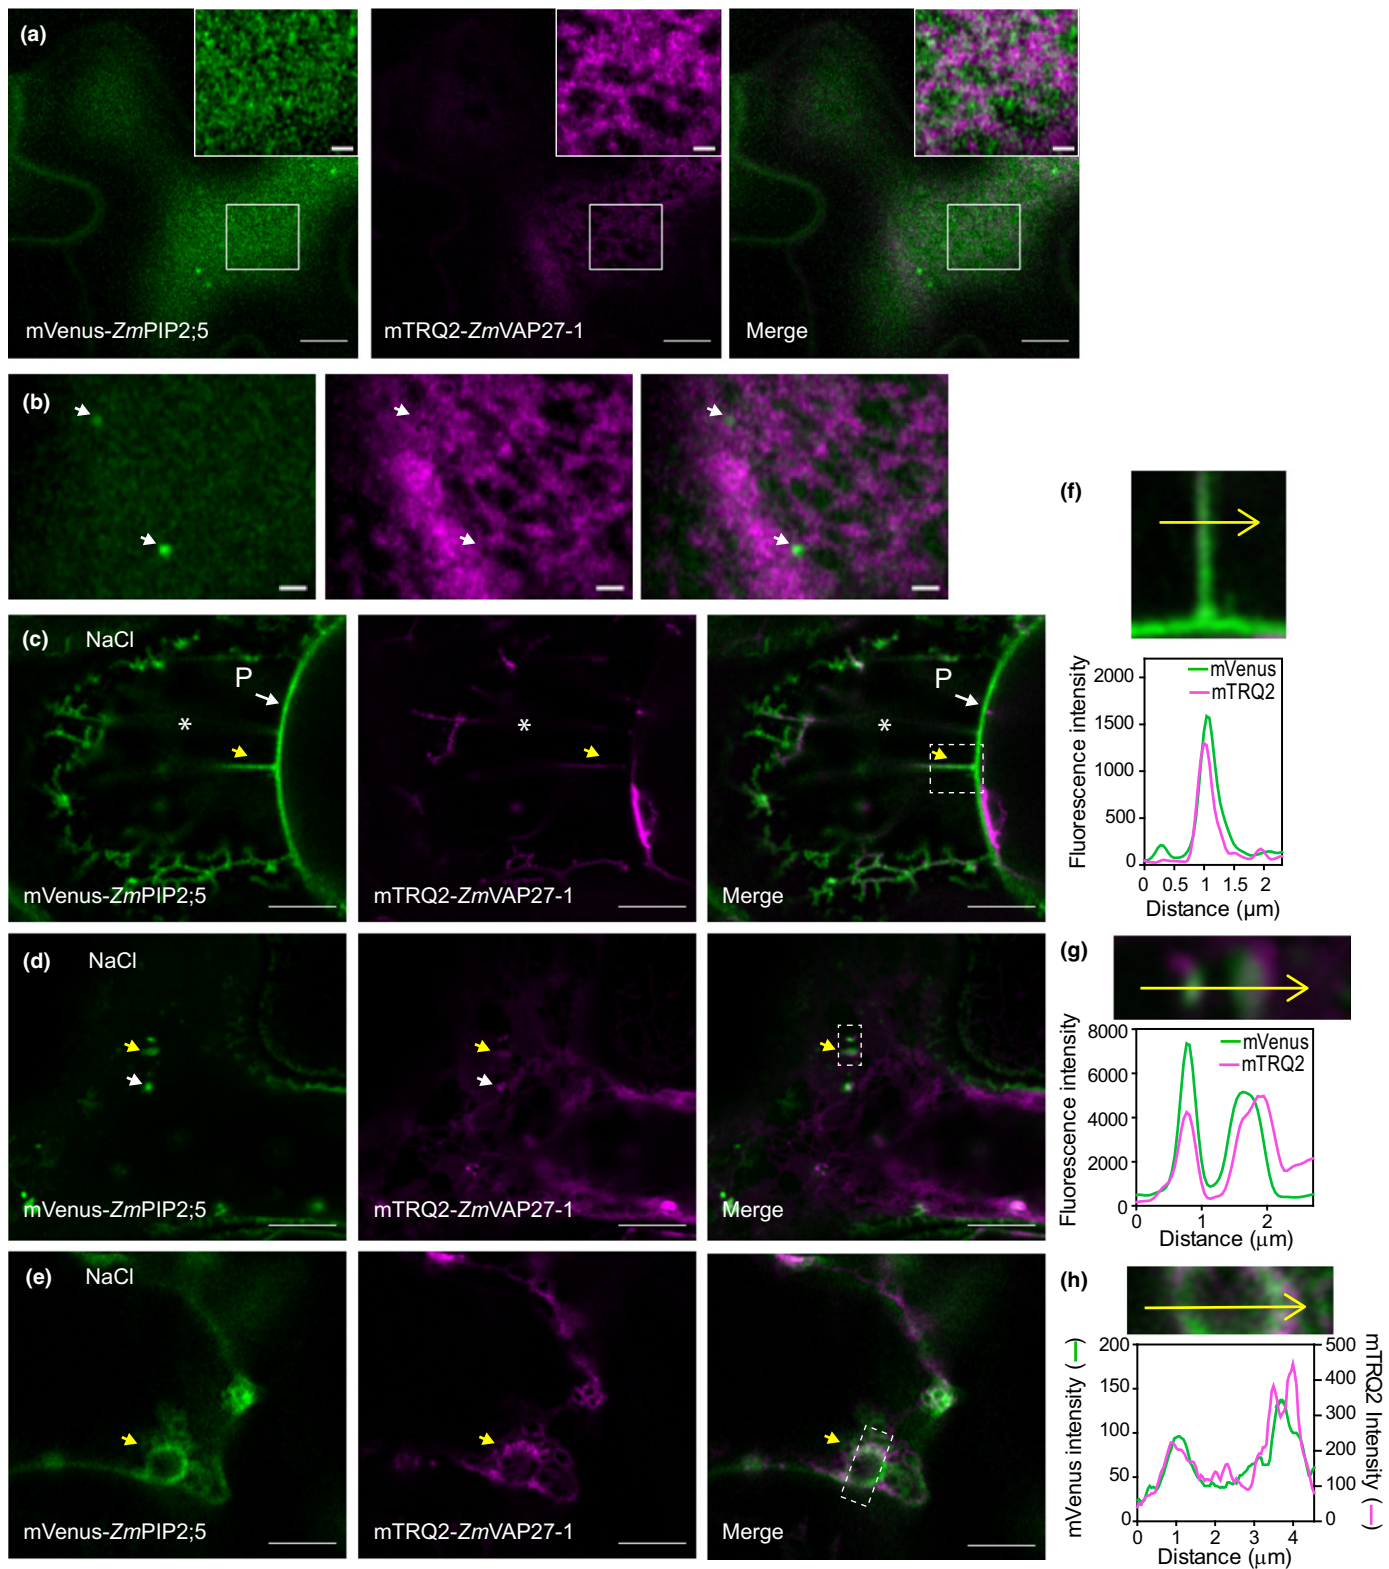 (a)
mVenus-ZmPIP2;5
mTRQ2-ZmVAP27-1
Merge
(b)
(c) NaCl
P
*
mVenus-ZmPIP2;5
*
mTRQ2-ZmVAP27-1
P
*
Merge
(d) NaCl
mVenus-ZmPIP2;5
mTRQ2-ZmVAP27-1
Merge
(e) NaCl
mVenus-ZmPIP2;5
mTRQ2-ZmVAP27-1
Merge
(f)
Fluorescence intensity
2000
1500
1000
500
0
mVenus
mTRQ2
0 0.5 1 1.5 2
Distance (µm)
(g)
Fluorescence intensity
8000
6000
4000
2000
0
mVenus
mTRQ2
0 1 2
Distance (µm)
(h)
mVenus intensity (—)
200
150
100
50
0
500
400
300
200
100
0
mTRQ2 Intensity (—)
0 1 2 3 4
Distance (µm)